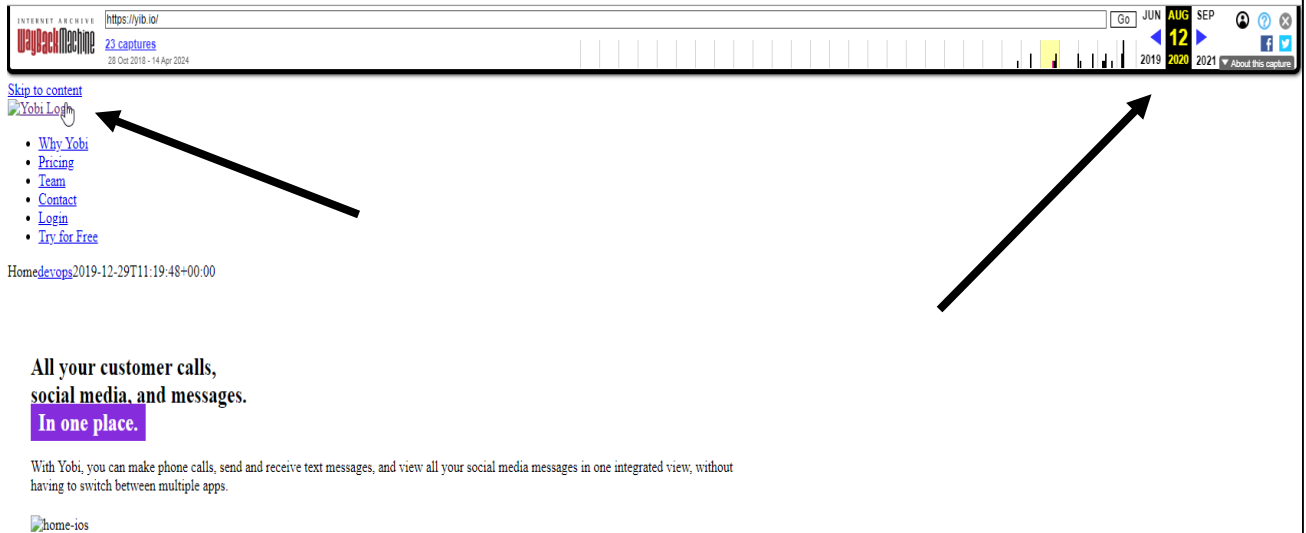 INTERNET ARCHIVE
WayBackMachine
https://yib.io/
Go
JUN AUG SEP
23 captures
12
28 Oct 2018 - 14 Apr 2024
2019 2020 2021
▼ About this capture
Skip to content
Yobi Login
• Why Yobi
• Pricing
• Team
• Contact
• Login
• Try for Free
Homedevops2019-12-29T11:19:48+00:00
All your customer calls,
social media, and messages.
In one place.
With Yobi, you can make phone calls, send and receive text messages, and view all your social media messages in one integrated view, without
having to switch between multiple apps.
home-ios